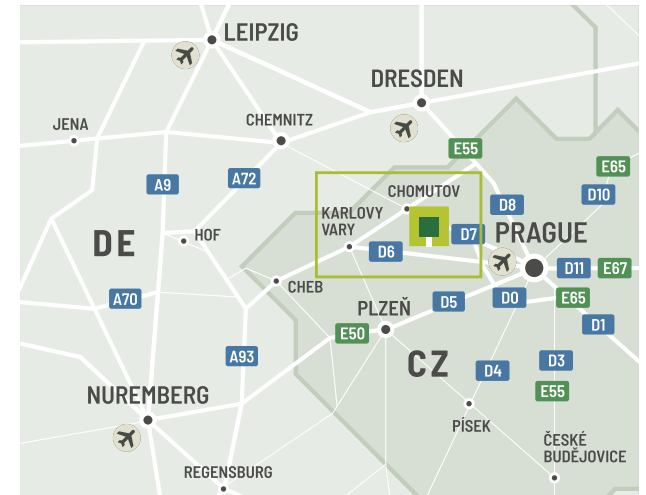 LEIPZIG
DRESDEN
JENA
CHEMNITZ
E55
E65
A9
A72
CHOMUTOV
D10
D8
KARLOVY
VARY
DE
HOF
D7
PRAGUE
D6
D11
E67
CHEB
A70
D5
D0
E65
PLZEŇ
E50
D1
A93
CZ
D4
D3
NUREMBERG
E55
PÍSEK
ČESKÉ
BUDĚJOVICE
REGENSBURG